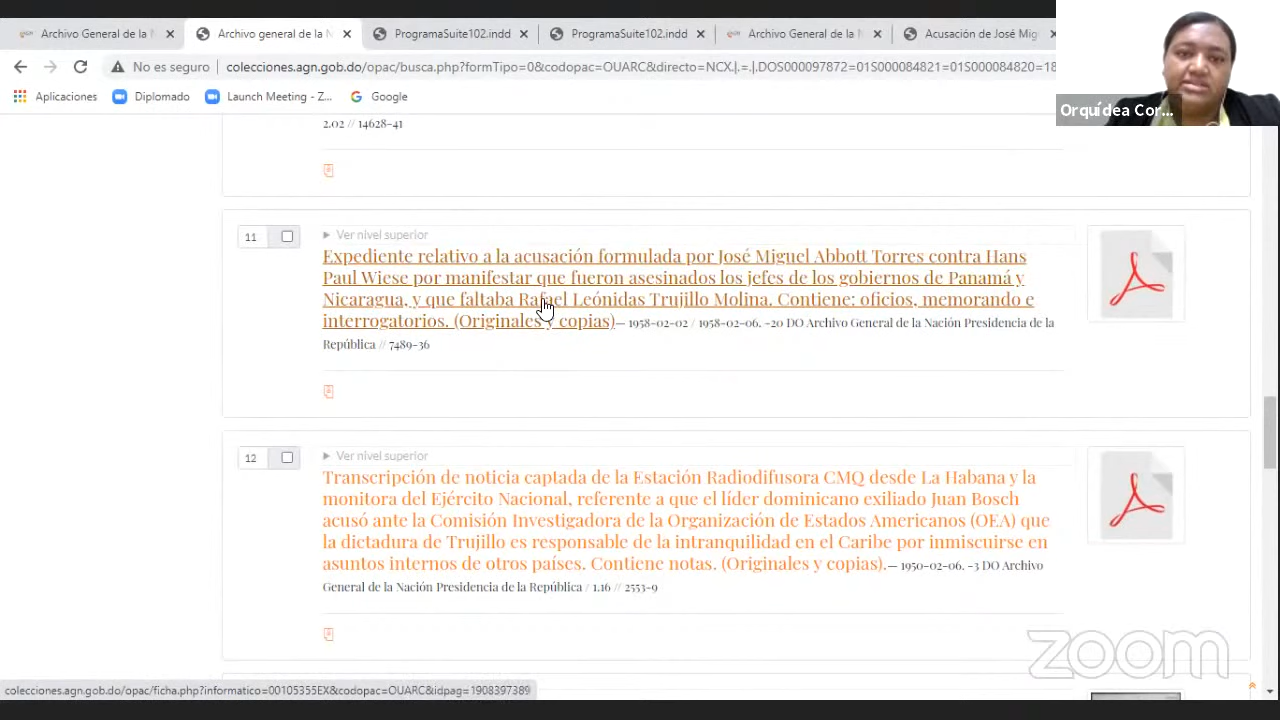 Archivo General de la N
Archivo general de la N
ProgramaSuite102.indd
ProgramaSuite102.indd
Archivo General de la N
Acusación de José Mig
No es seguro
colecciones.agn.gob.do/opac/busca.php?formTipo=0&codopac=OUARC&directo=NCX.|.=.|.DOS000097872=01S000084821=01S000084820=18
Aplicaciones
Diplomado
Launch Meeting - Z...
Google
Orquídea Cor...
2.02 // 14628-41
11
Ver nivel superior
Expediente relativo a la acusación formulada por José Miguel Abbott Torres contra Hans
Paul Wiese por manifestar que fueron asesinados los jefes de los gobiernos de Panamá y
Nicaragua, y que faltaba Rafael Leónidas Trujillo Molina. Contiene: oficios, memorando e
interrogatorios. (Originales y copias)— 1958-02-02 / 1958-02-06. -20 DO Archivo General de la Nación Presidencia de la
República // 7489-36
12
Ver nivel superior
Transcripción de noticia captada de la Estación Radiodifusora CMQ desde La Habana y la
monitora del Ejército Nacional, referente a que el líder dominicano exiliado Juan Bosch
acusó ante la Comisión Investigadora de la Organización de Estados Americanos (OEA) que
la dictadura de Trujillo es responsable de la intranquilidad en el Caribe por inmiscuirse en
asuntos internos de otros países. Contiene notas. (Originales y copias).— 1950-02-06. -3 DO Archivo
General de la Nación Presidencia de la República / 1.16 // 2553-9
zoom
colecciones.agn.gob.do/opac/ficha.php?informatico=00105355EX&codopac=OUARC&idpag=1908397389